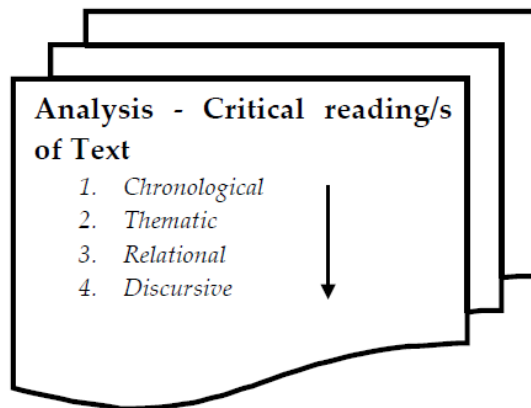 Analysis - Critical reading/s
of Text
1. Chronological
2. Thematic
3. Relational
4. Discursive